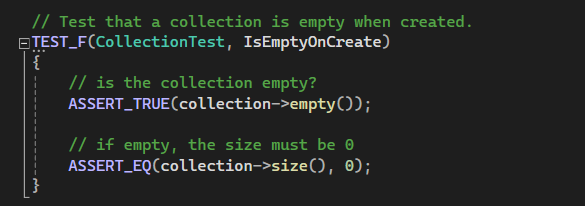 // Test that a collection is empty when created.
TEST_F(CollectionTest, IsEmptyOnCreate)
{
// is the collection empty?
ASSERT_TRUE(collection->empty());
// if empty, the size must be 0
ASSERT_EQ(collection->size(), 0);
}